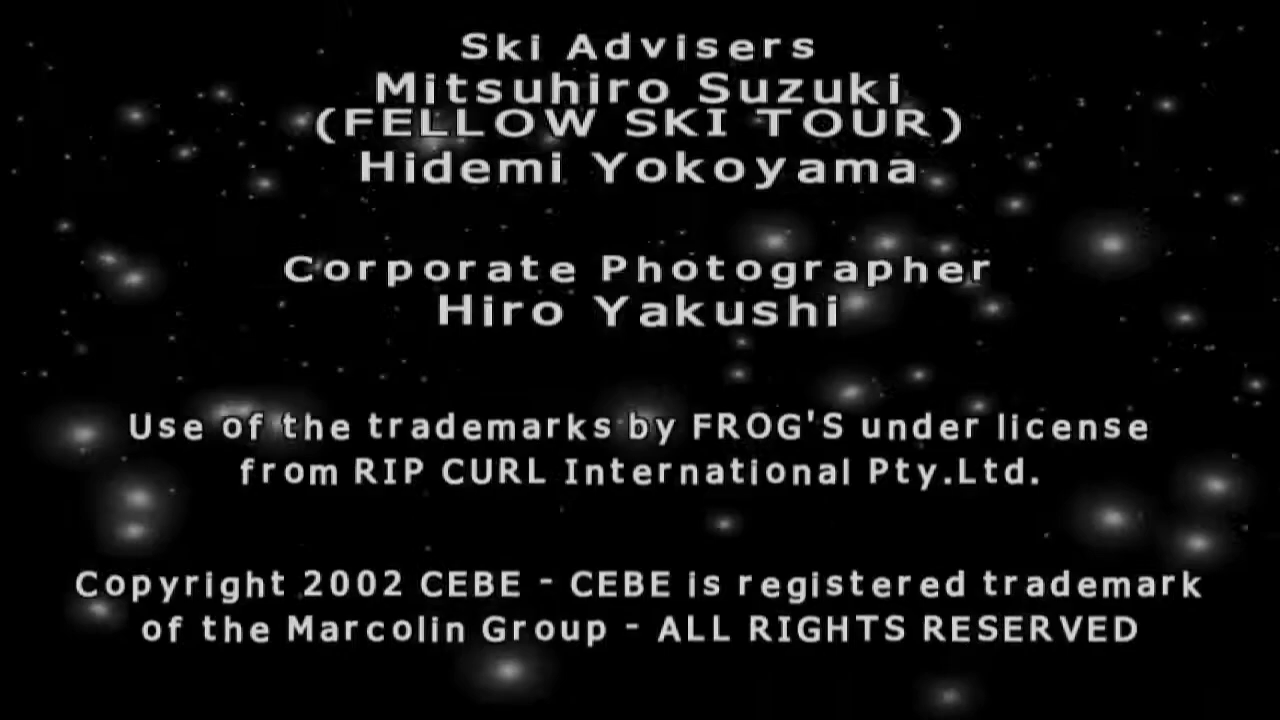 Ski Advisers
Mitsuhiro Suzuki
(FELLOW SKI TOUR)
Hidemi Yokoyama
Corporate Photographer
Hiro Yakushi
Use of the trademarks by FROG'S under license
from RIP CURL International Pty.Ltd.
Copyright 2002 CEBE - CEBE is registered trademark
of the Marcolin Group - ALL RIGHTS RESERVED